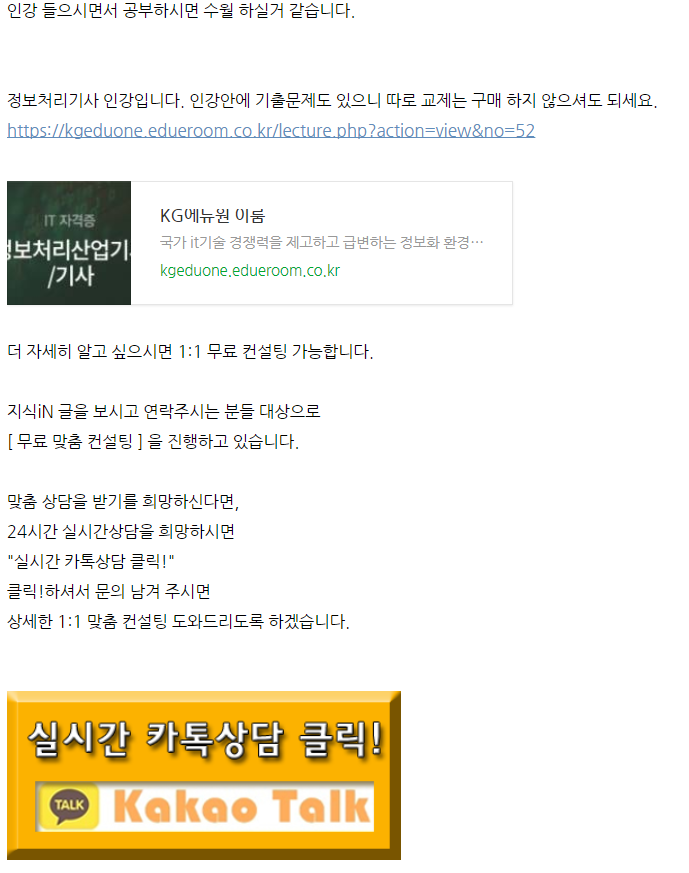 인강 들으시면서 공부하시면 수월 하실거 같습니다.
정보처리기사 인강입니다. 인강안에 기출문제도 있으니 따로 교제는 구매 하지 않으셔도 되세요.
https://kgeduone.edueroom.co.kr/lecture.php?action=view&no=52
IT 자격증
정보처리산업기사
/기사
KG에듀원 이룸
국가 it기술 경쟁력을 제고하고 급변하는 정보화 환경…
kgeduone.edueroom.co.kr
더 자세히 알고 싶으시면 1:1 무료 컨설팅 가능합니다.
지식iN 글을 보시고 연락주시는 분들 대상으로
[ 무료 맞춤 컨설팅 ] 을 진행하고 있습니다.
맞춤 상담을 받기를 희망하신다면,
24시간 실시간상담을 희망하시면
"실시간 카톡상담 클릭!"
클릭!하셔서 문의 남겨 주시면
상세한 1:1 맞춤 컨설팅 도와드리도록 하겠습니다.
실시간 카톡상담 클릭!
TALK Kakao Talk